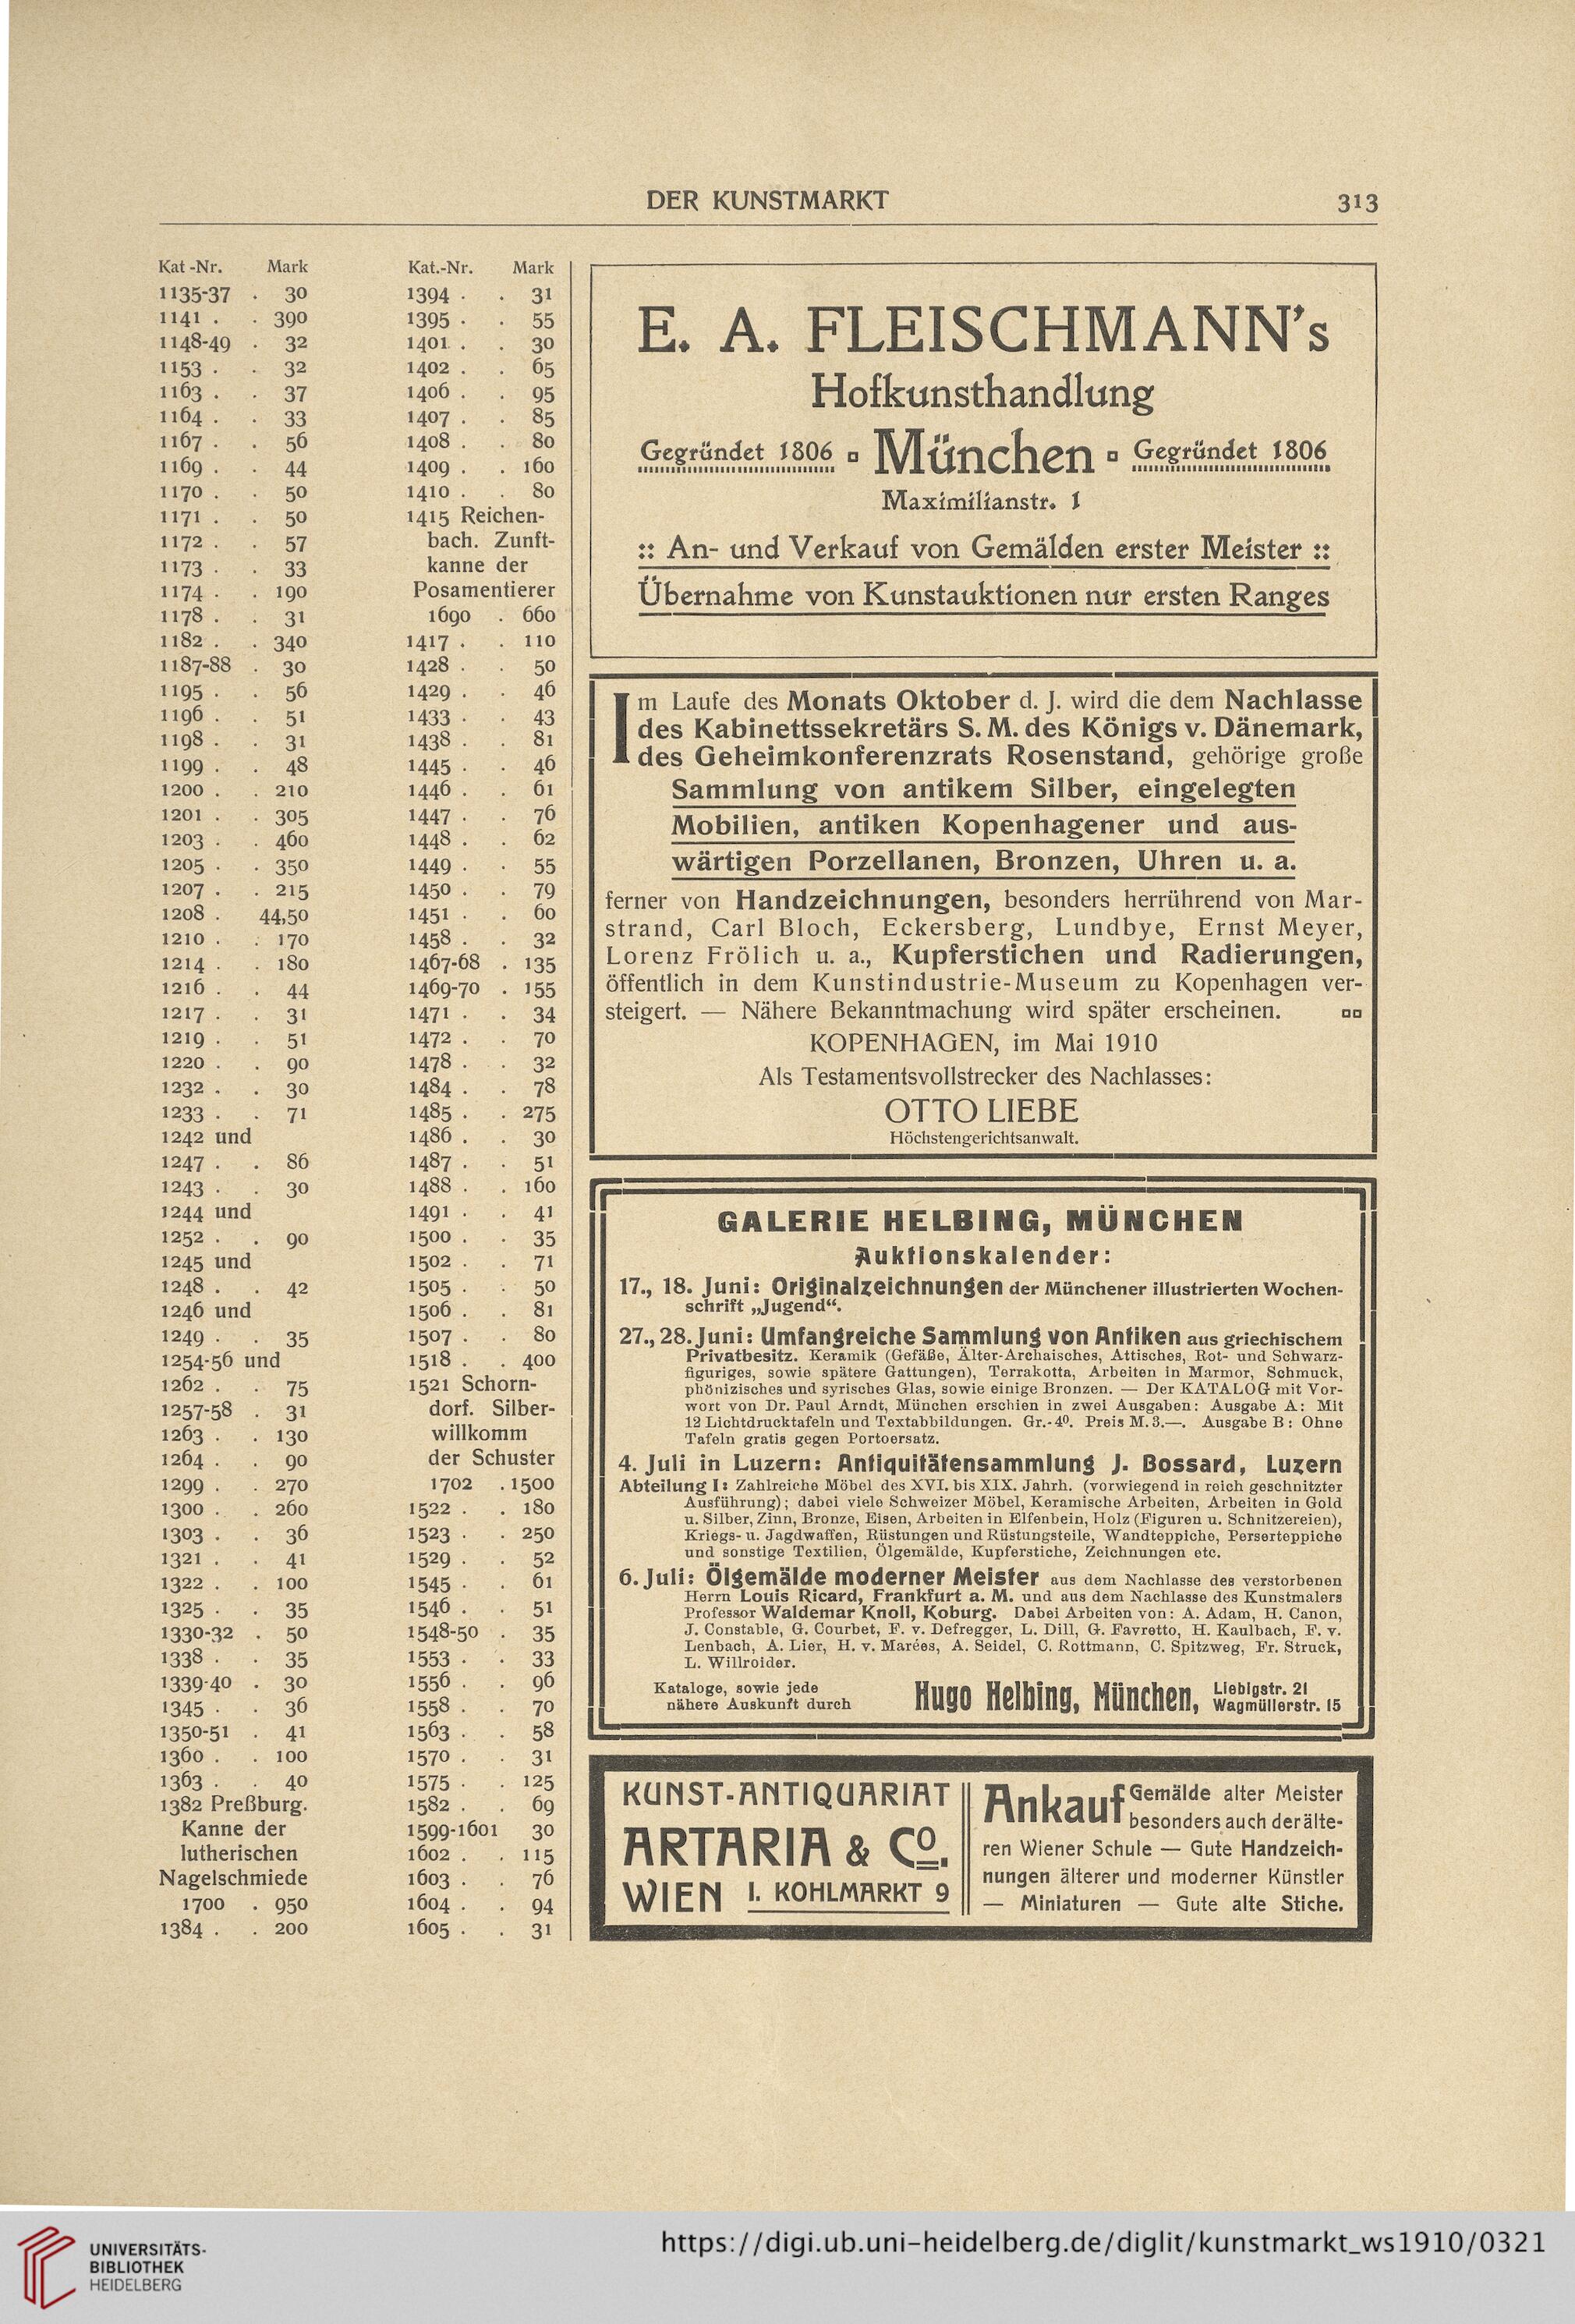 DER KUNSTMARKT
313
Kat -Nr. Mark
1135-37 . 30
1141 . . 390
1148-49 . 32
1153 . . 32
1163 . . 37
1164 . . 33
1167 . . 56
1169 . . 44
1170 . . 50
1171 . . 50
1172 . . 57
1173 . . 33
1174 . . 190
1178 . . 31
1182 . . 340
1187-88 . 30
1195 . . 56
1196 . . 51
1198 . . 31
1199 . . 48
1200 . . 210
1201 . . 305
1203 . . 460
1205 . . 350
1207 . . 215
1208 . 44,50
1210 . . 170
1214 . . 180
1216 . . 44
1217 . . 31
1219 . . 51
1220 . . 90
1232 . . 30
1233 . . 71
1242 und
1247 . . 86
1243 . . 30
1244 und
1252 . . 90
1245 und
1248 . . 42
1246 und
1249 . . 35
1254-56 und
1262 . . 75
1257-58 . 31
1263 . . 130
1264 . . 90
1299 . . 270
1300 . . 260
1303 . . 36
1321 . . 41
1322 . . 100
1325 . . 35
1330-32 . 50
1338 . . 35
1339-40 . 30
1345 . . 36
1350-51 . 41
1360 . . 100
1363 . . 40
1382 Preßburg.
Kanne der
lutherischen
Nagelschmiede
1700 . 950
1384 . . 200
Kat.-Nr. Mark
1394 . . 31
1395 . . 55
1401 . . 30
1402 . . 65
1406 . . 95
1407 . . 85
1408 . . 80
1409 . . 160
1410 . . 80
1415 Reichen-
bach. Zunft-
kanne der
Posamentierer
1690 . 660
1417 . . 110
1428 . . 50
1429 . . 46
1433 . . 43
1438 . . 81
1445 . . 46
1446 . . 61
1447 . . 76
1448 . . 62
1449 . . 55
1450 . . 79
1451 . . 60
1458 . . 32
1467-68 . 135
1469-70 . 155
1471 . . 34
1472 . . 70
1478 . . 32
1484 . . 78
1485 . . 275
1486 . . 30
1487 . . 51
1488 . . 160
1491 . . 41
1500 . . 35
1502 . . 71
1505 . . 50
1506 . . 81
1507 . . 80
1518 . . 400
1521 Schorn-
dorf. Silber-
willkomm
der Schuster
1702 . 1500
1522 . . 180
1523 . . 250
1529 . . 52
1545 . . 61
1546 . . 51
1548-50 . 35
1553 . . 33
1556 . . 96
1558 . . 70
1563 . . 58
1570 . . 31
1575 . . 125
1582 . . 69
1599-1601 30
1602 . . 115
1603 . . 76
1604 . . 94
1605 . . 31
E. A. FLEISCHMANN's
Hofkunsthandlung
Gegründet 1806 ▫ München ▫ Gegründet 1806
Maximilianstr. 1
:: An- und Verkauf von Gemälden erster Meister ::
Übernahme von Kunstauktionen nur ersten Ranges
Im Laufe des Monats Oktober d. J. wird die dem Nachlasse
des Kabinettssekretärs S. M. des Königs v. Dänemark,
des Geheimkonferenzrats Rosenstand, gehörige große
Sammlung von antikem Silber, eingelegten
Mobilien, antiken Kopenhagener und aus-
wärtigen Porzellanen, Bronzen, Uhren u. a.
ferner von Handzeichnungen, besonders herrührend von Mar-
strand, Carl Bloch, Eckersberg, Lundbye, Ernst Meyer,
Lorenz Frölich u. a., Kupferstichen und Radierungen,
öffentlich in dem Kunstindustrie-Museum zu Kopenhagen ver-
steigert. — Nähere Bekanntmachung wird später erscheinen. ▫▫
KOPENHAGEN, im Mai 1910
Als Testamentsvollstrecker des Nachlasses:
OTTO LIEBE
Höchstengerichtsanwalt.
GALERIE HELBING, MÜNCHEN
Auktionskalender:
17., 18. Juni: Originalzeichnungen der Münchener illustrierten Wochen-
schrift „Jugend“.
27., 28. Juni: Umfangreiche Sammlung von Antiken aus griechischem
Privatbesitz. Keramik (Gefäße, Älter-Archaisches, Attisches, Rot- und Schwarz-
figuriges, sowie spätere Gattungen), Terrakotta, Arbeiten in Marmor, Schmuck,
phönizisches und syrisches Glas, sowie einige Bronzen. — Der KATALOG mit Vor-
wort von Dr. Paul Arndt, München erschien in zwei Ausgaben: Ausgabe A: Mit
12 Lichtdrucktafeln und Textabbildungen. Gr.-4⁰. Preis M. 3.—. Ausgabe B: Ohne
Tafeln gratis gegen Portoersatz.
4. Juli in Luzern: Antiquitätensammlung J. Bossard, Luzern
Abteilung I: Zahlreiche Möbel des XVI. bis XIX. Jahrh. (vorwiegend in reich geschnitzter
Ausführung); dabei viele Schweizer Möbel, Keramische Arbeiten, Arbeiten in Gold
u. Silber, Zinn, Bronze, Eisen, Arbeiten in Elfenbein, Holz (Figuren u. Schnitzereien),
Kriegs- u. Jagdwaffen, Rüstungen und Rüstungsteile, Wandteppiche, Perserteppiche
und sonstige Textilien, Ölgemälde, Kupferstiche, Zeichnungen etc.
6. Juli: Ölgemälde moderner Meister aus dem Nachlasse des verstorbenen
Herrn Louis Ricard, Frankfurt a. M. und aus dem Nachlasse des Kunstmalers
Professor Waldemar Knoll, Koburg. Dabei Arbeiten von: A. Adam, H. Canon,
J. Constable, G. Courbet, F. v. Defregger, L. Dill, G. Favretto, H. Kaulbach, F. v.
Lenbach, A. Lier, H. v. Marées, A. Seidel, C. Rottmann, C. Spitzweg, Fr. Struck,
L. Willroider.
Kataloge, sowie jede
nähere Auskunft durch
Hugo Helbing, München,
Liebigstr. 21
Wagmüllerstr. 15
KUNST-ANTIQUARIAT
ARTARIA & Co.
WIEN I. KOHLMARKT 9
Ankauf Gemälde alter Meister
besonders auch der älte-
ren Wiener Schule — Gute Handzeich-
nungen älterer und moderner Künstler
— Miniaturen — Gute alte Stiche.
UNIVERSITÄTS-
BIBLIOTHEK
HEIDELBERG
https://digi.ub.uni-heidelberg.de/diglit/kunstmarkt_ws1910/0321